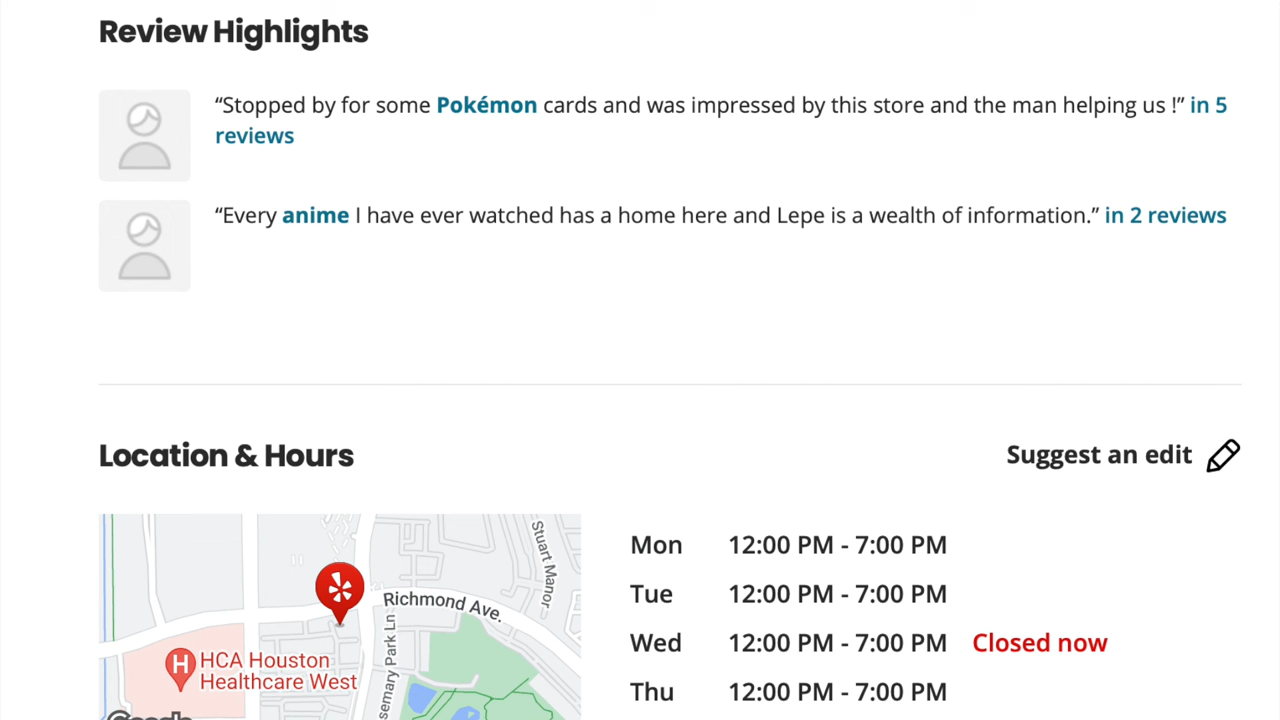 Review Highlights
“Stopped by for some Pokémon cards and was impressed by this store and the man helping us !” in 5
reviews
“Every anime I have ever watched has a home here and Lepe is a wealth of information.” in 2 reviews
Location & Hours
Suggest an edit
Mon 12:00 PM - 7:00 PM
Tue 12:00 PM - 7:00 PM
Wed 12:00 PM - 7:00 PM Closed now
Thu 12:00 PM - 7:00 PM
Stuart Manor
Richmond Ave.
semary Park Ln
H
HCA Houston
Healthcare West
Google